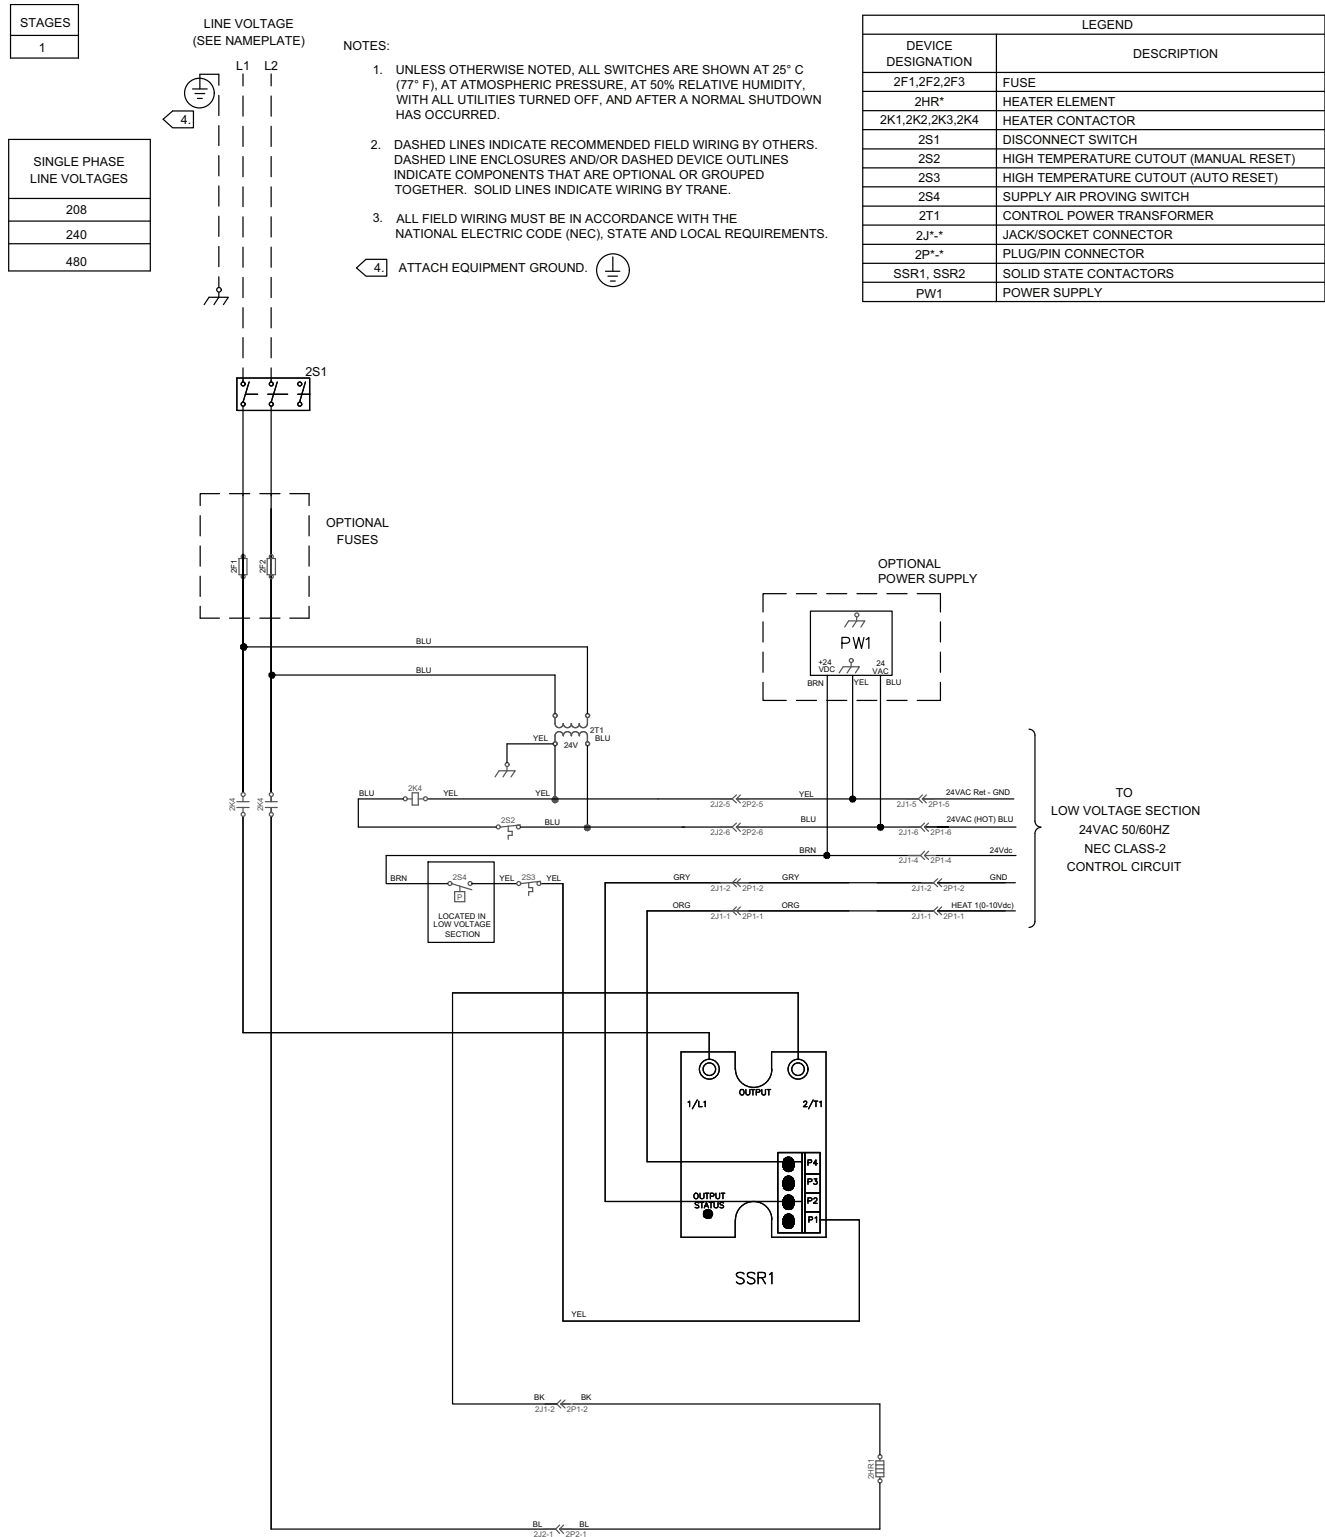 STAGES
1
LINE VOLTAGE
(SEE NAMEPLATE)
L1 L2
4.
SINGLE PHASE
LINE VOLTAGES
208
240
480
NOTES:
1. UNLESS OTHERWISE NOTED, ALL SWITCHES ARE SHOWN AT 25° C
(77° F), AT ATMOSPHERIC PRESSURE, AT 50% RELATIVE HUMIDITY,
WITH ALL UTILITIES TURNED OFF, AND AFTER A NORMAL SHUTDOWN
HAS OCCURRED.
2. DASHED LINES INDICATE RECOMMENDED FIELD WIRING BY OTHERS.
DASHED LINE ENCLOSURES AND/OR DASHED DEVICE OUTLINES
INDICATE COMPONENTS THAT ARE OPTIONAL OR GROUPED
TOGETHER. SOLID LINES INDICATE WIRING BY TRANE.
3. ALL FIELD WIRING MUST BE IN ACCORDANCE WITH THE
NATIONAL ELECTRIC CODE (NEC), STATE AND LOCAL REQUIREMENTS.
4. ATTACH EQUIPMENT GROUND.
LEGEND
DEVICE
DESIGNATION
DESCRIPTION
2F1,2F2,2F3 FUSE
2HR* HEATER ELEMENT
2K1,2K2,2K3,2K4 HEATER CONTACTOR
2S1 DISCONNECT SWITCH
2S2 HIGH TEMPERATURE CUTOUT (MANUAL RESET)
2S3 HIGH TEMPERATURE CUTOUT (AUTO RESET)
2S4 SUPPLY AIR PROVING SWITCH
2T1 CONTROL POWER TRANSFORMER
2J*-* JACK/SOCKET CONNECTOR
2P*-* PLUG/PIN CONNECTOR
SSR1, SSR2 SOLID STATE CONTACTORS
PW1 POWER SUPPLY
2S1
OPTIONAL
FUSES
2F1 2F2
OPTIONAL
POWER SUPPLY
PW1
+24
VDC
24
VAC
BRN YEL BLU
BLU
BLU
2T1
YEL 24V BLU
2K4 2K4
BLU 2K4 YEL YEL 2J2-5 2P2-5 YEL 2J1-5 2P1-5 24VAC Ret - GND
2S2 BLU 2J2-6 2P2-6 BLU 2J1-6 2P1-6 24VAC (HOT) BLU
BRN 2J1-4 2P1-4 24Vdc
BRN 2S4 YEL 2S3 YEL GRY 2J1-2 2P1-2 GRY 2J1-2 2P1-2 GND
P
LOCATED IN
LOW VOLTAGE
SECTION
ORG 2J1-1 2P1-1 ORG 2J1-1 2P1-1 HEAT 1(0-10Vdc)
TO
LOW VOLTAGE SECTION
24VAC 50/60HZ
NEC CLASS-2
CONTROL CIRCUIT
OUTPUT
1/L1 2/T1
P4
P3
P2
P1
OUTPUT
STATUS
SSR1
YEL
BK BK
2J1-2 2P1-2
2HR1
BL BL
2J2-1 2P2-1